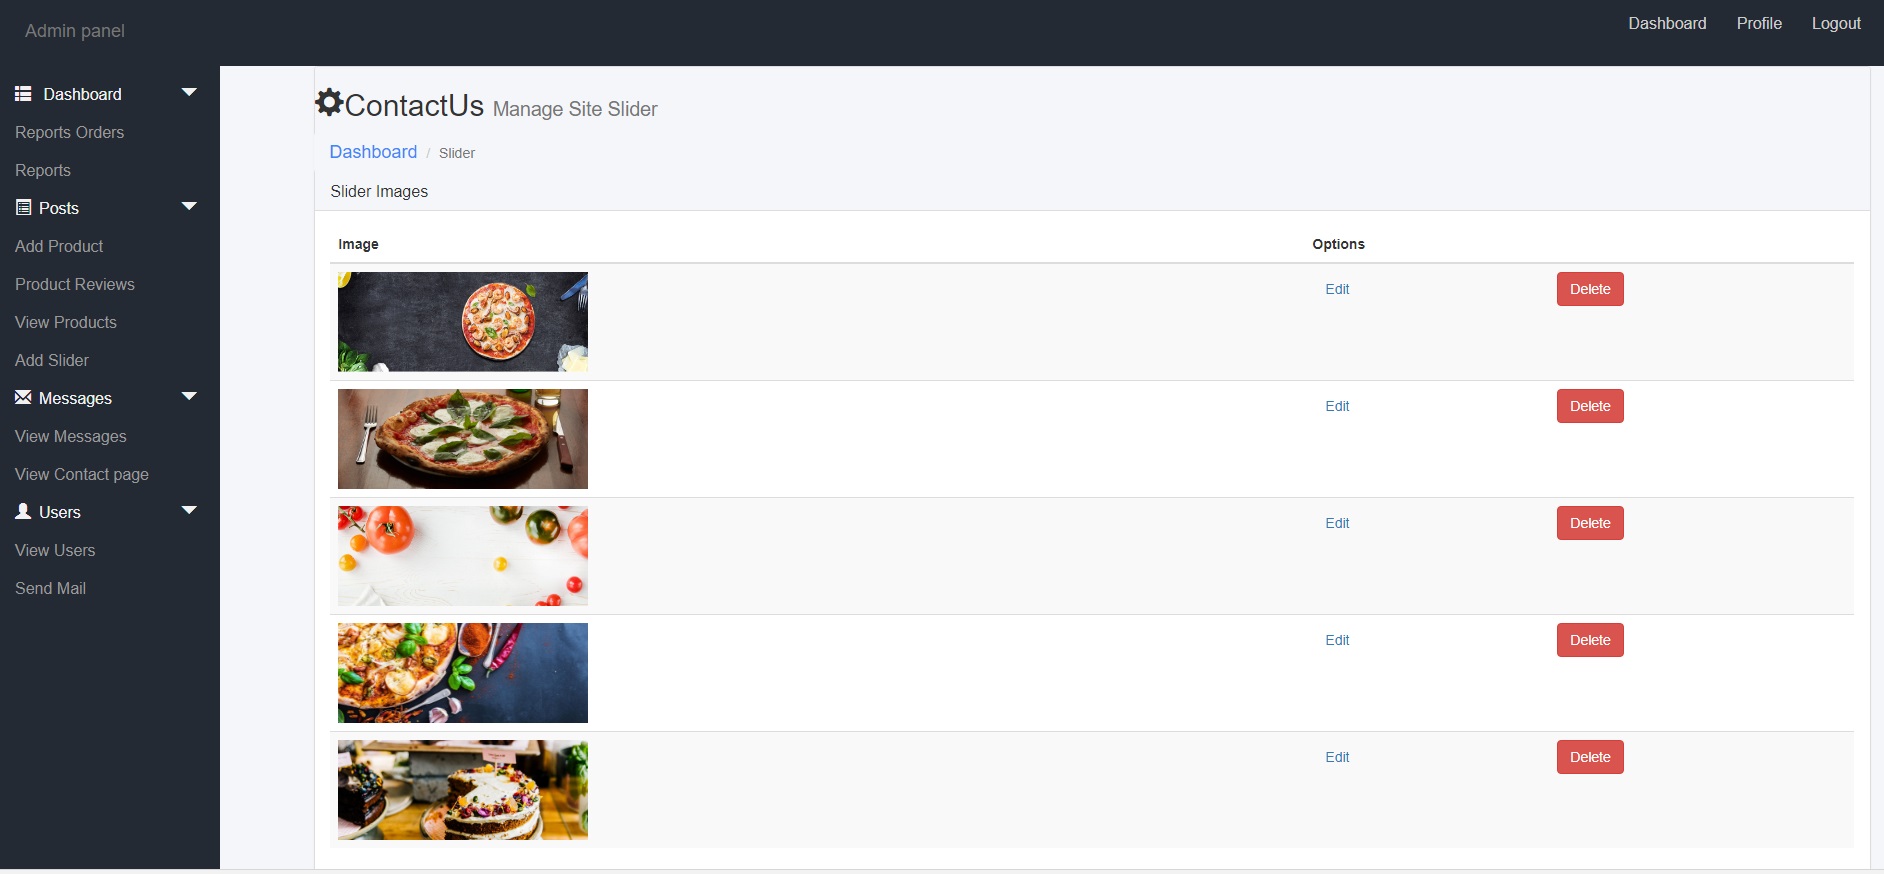 Admin panel
Dashboard Profile Logout
Dashboard
Reports Orders
Reports
Posts
Add Product
Product Reviews
View Products
Add Slider
Messages
View Messages
View Contact page
Users
View Users
Send Mail
ContactUs Manage Site Slider
Dashboard / Slider
Slider Images
Image Options
Edit Delete
Edit Delete
Edit Delete
Edit Delete
Edit Delete